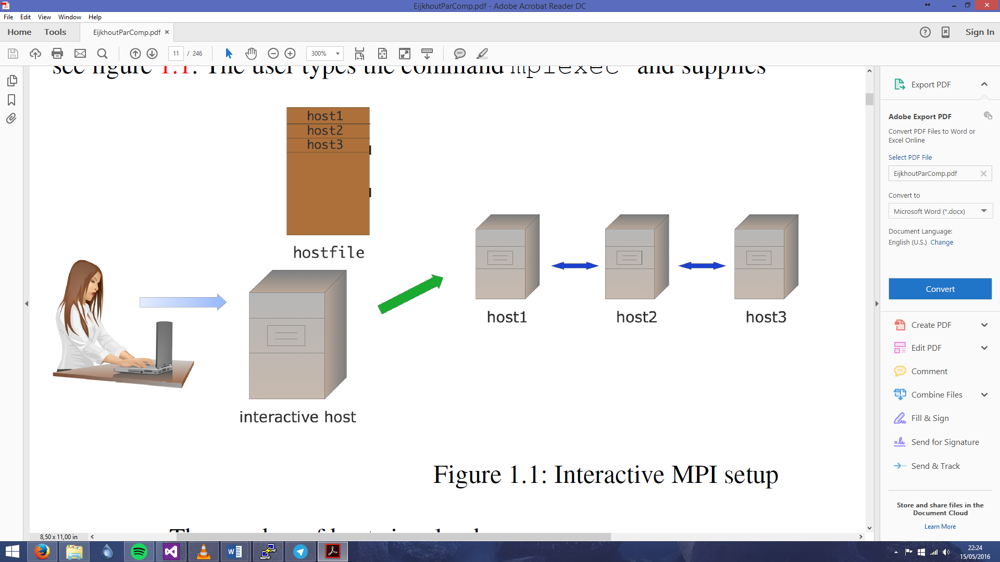 EijkhoutParComp.pdf - Adobe Acrobat Reader DC
File Edit View Window Help
Home Tools EijkhoutParComp.pdf × Sign In
11 / 246 300%
see figure 1.1. The user types the command mpiexec and supplies
host1
host2
host3
hostfile
interactive host
host1 host2 host3
Figure 1.1: Interactive MPI setup
8,50 x 11,00 in
Export PDF
Adobe Export PDF
Convert PDF Files to Word or
Excel Online
Select PDF File
EijkhoutParComp.pdf
Convert to
Microsoft Word (*.docx)
Document Language:
English (U.S.) Change
Convert
Create PDF
Edit PDF
Comment
Combine Files
Fill & Sign
Send for Signature
Send & Track
Store and share files in the
Document Cloud
Learn More
22:24
15/05/2016